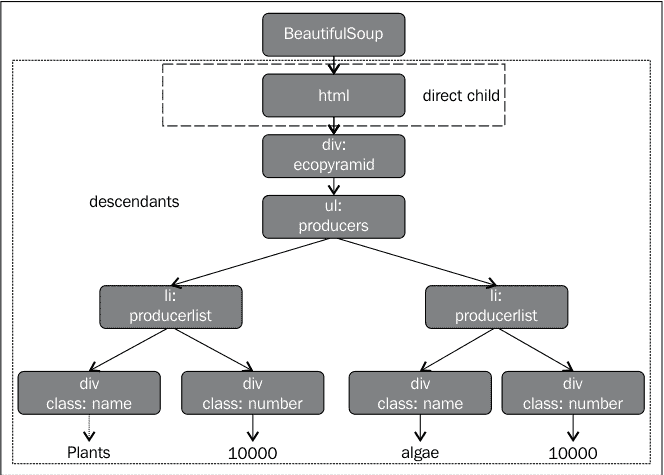 BeautifulSoup
html
direct child
div:
ecopyramid
descendants
ul:
producers
li:
producerlist
li:
producerlist
div
class: name
div
class: number
div
class: name
div
class: number
Plants
10000
algae
10000